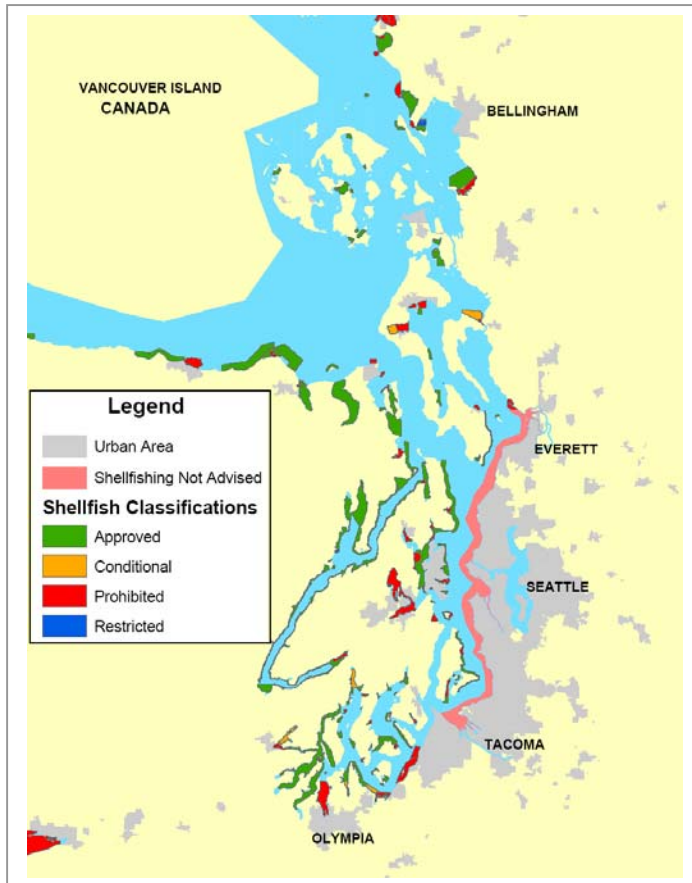 VANCOUVER ISLAND
CANADA
BELLINGHAM
Legend
Urban Area
Shellfishing Not Advised
Shellfish Classifications
Approved
Conditional
Prohibited
Restricted
EVERETT
SEATTLE
TACOMA
OLYMPIA